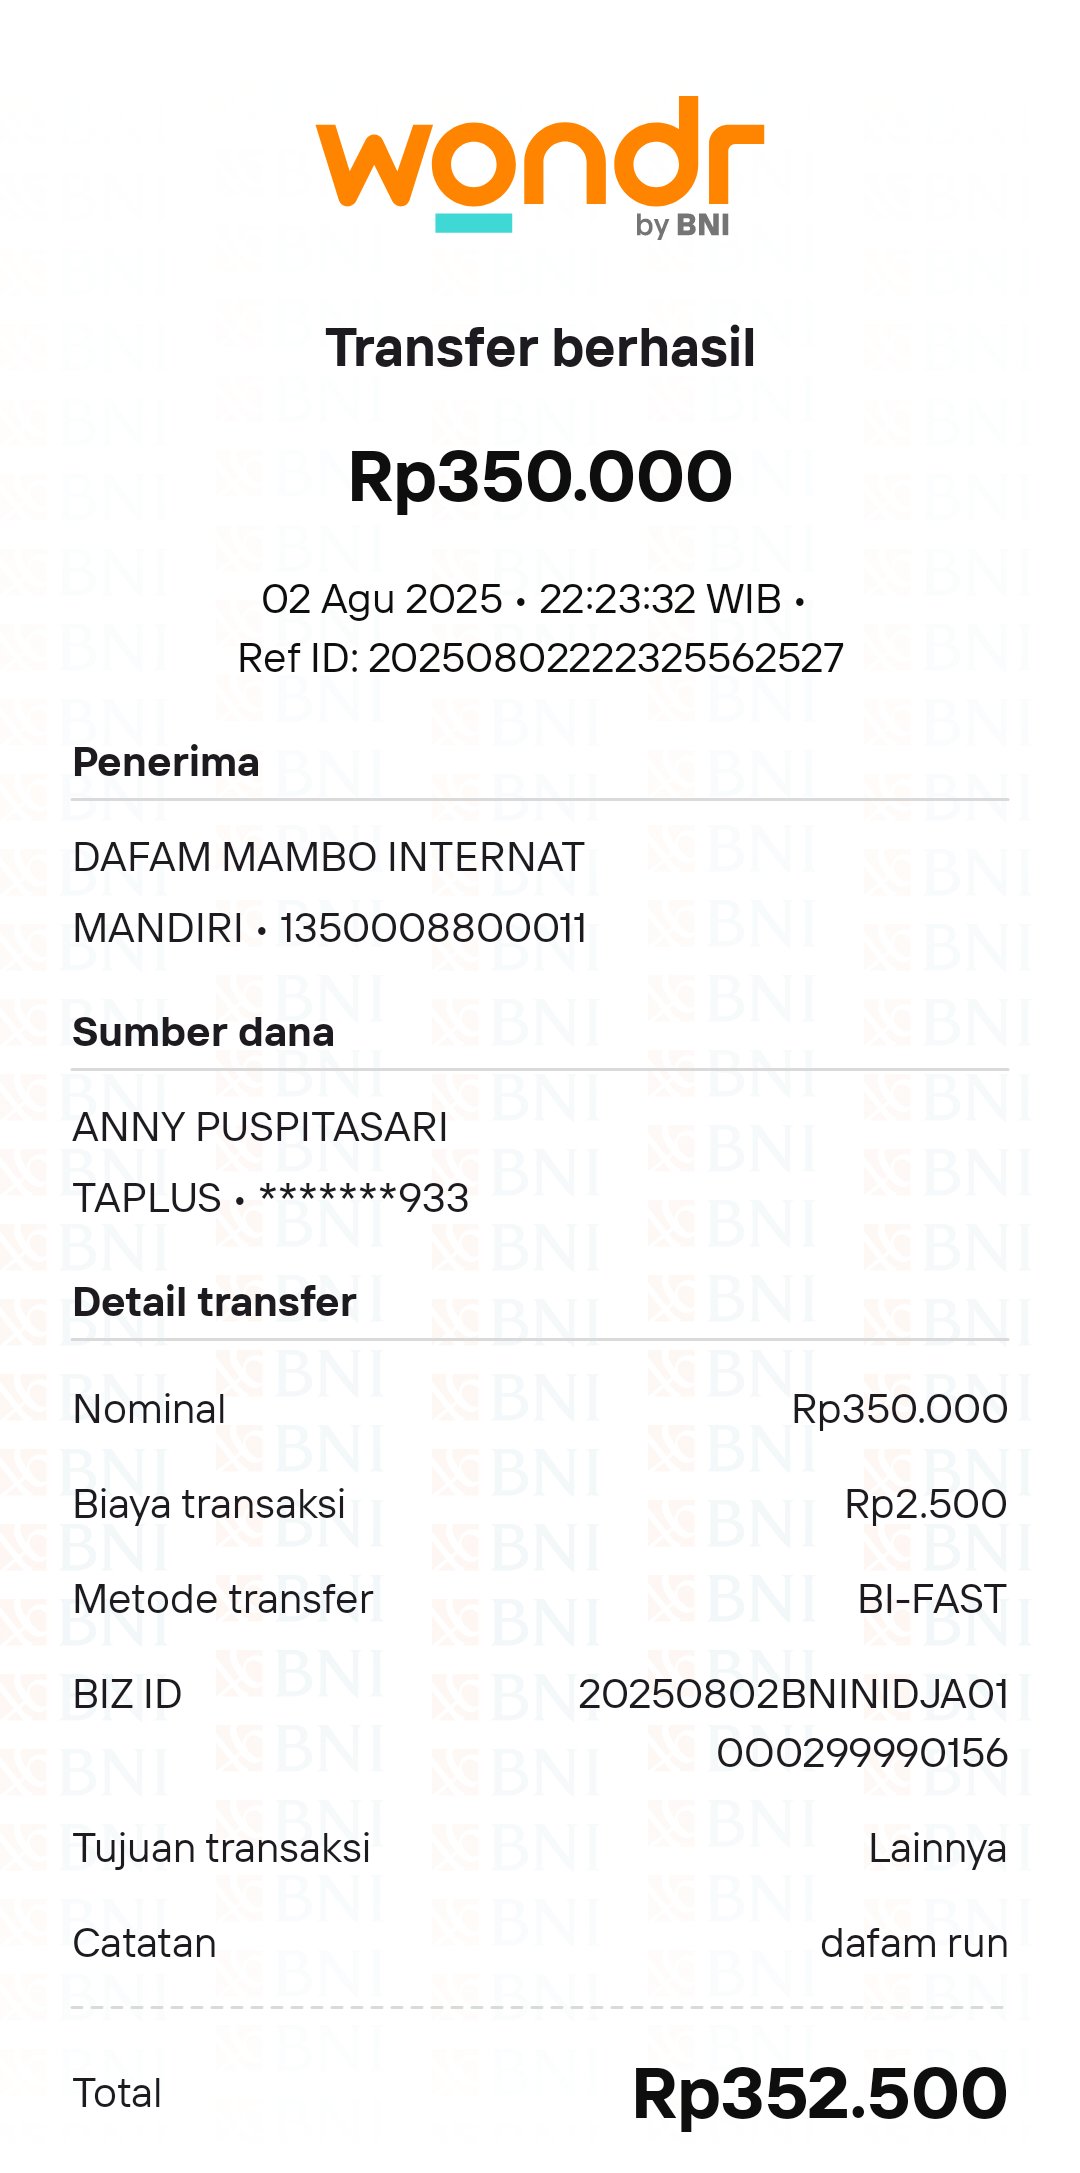 wondr
by BNI
Transfer berhasil
Rp350.000
02 Agu 2025 • 22:23:32 WIB •
Ref ID: 20250802222325562527
Penerima
DAFAM MAMBO INTERNAT
MANDIRI • 1350008800011
Sumber dana
ANNY PUSPITASARI
TAPLUS • *******933
Detail transfer
Nominal Rp350.000
Biaya transaksi Rp2.500
Metode transfer BI-FAST
BIZ ID 20250802BNINIDJA01
0O0299990156
Tujuan transaksi Lainnya
Catatan dafam run
Total Rp352.500